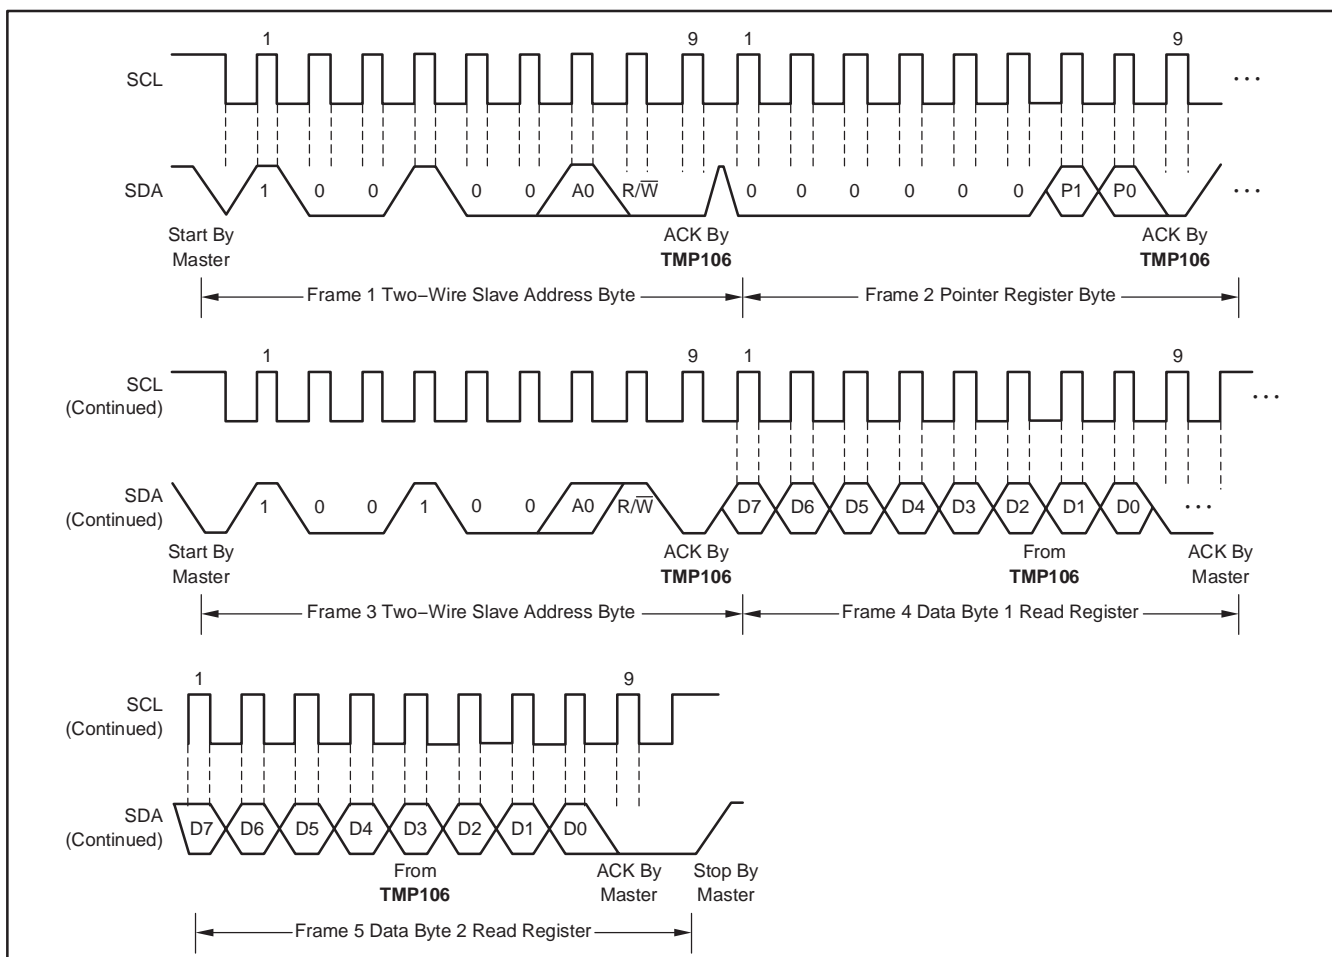 1 9 1 9
SCL ...
SDA 1 0 0 0 0 A0 R/W̅ 0 0 0 0 0 0 P1 P0 ...
Start By Master
ACK By TMP106
ACK By TMP106
Frame 1 Two−Wire Slave Address Byte
Frame 2 Pointer Register Byte
1 9 1 9
SCL (Continued) ...
SDA (Continued) 1 0 0 1 0 0 A0 R/W̅ D7 D6 D5 D4 D3 D2 D1 D0 ...
Start By Master
ACK By TMP106
From TMP106
ACK By Master
Frame 3 Two−Wire Slave Address Byte
Frame 4 Data Byte 1 Read Register
1 9
SCL (Continued)
SDA (Continued) D7 D6 D5 D4 D3 D2 D1 D0
From TMP106
ACK By Master
Stop By Master
Frame 5 Data Byte 2 Read Register